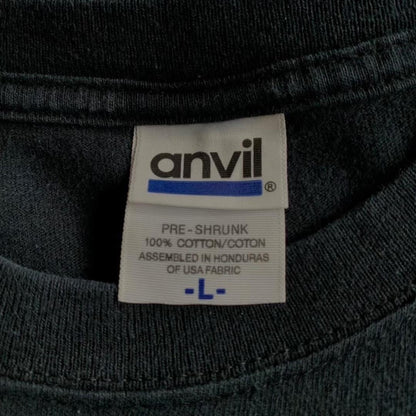 anvil
®
PRE-SHRUNK
100% COTTON/COTON
ASSEMBLED IN HONDURAS
OF USA FABRIC
-L-